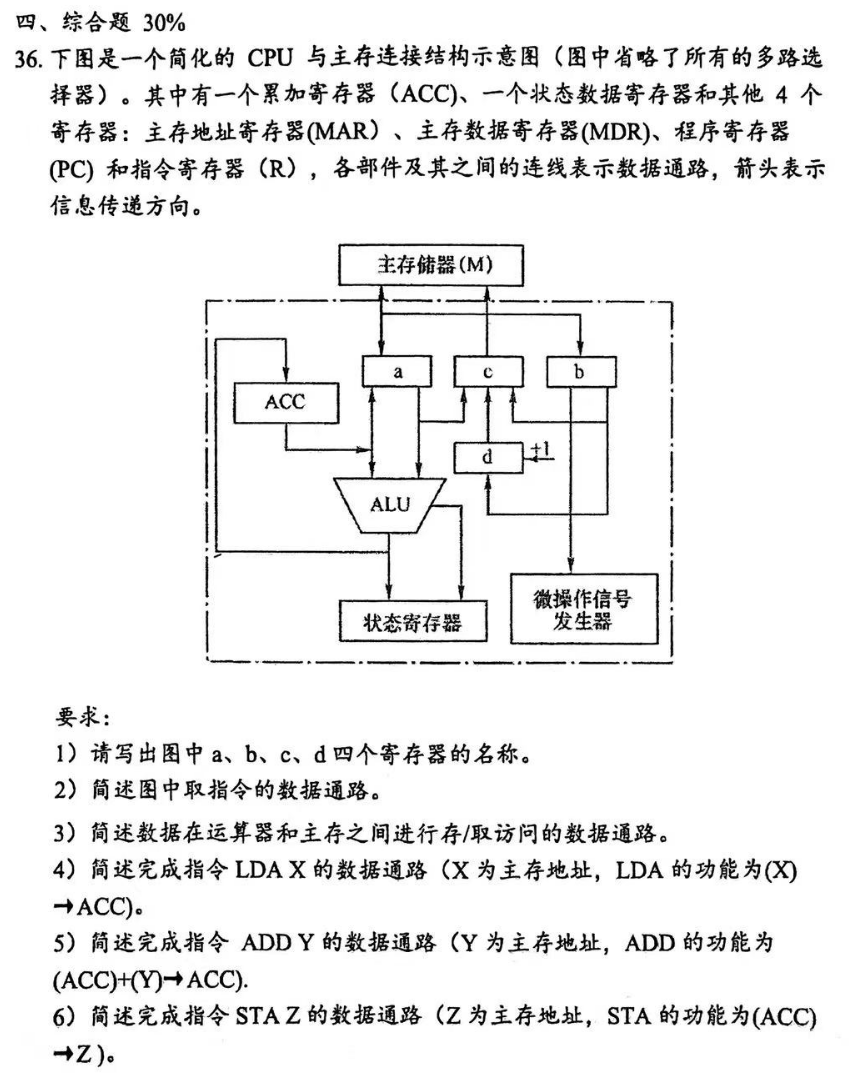 四、综合题 30%
36. 下图是一个简化的 CPU 与主存连接结构示意图（图中省略了所有的多路选
择器）。其中有一个累加寄存器（ACC)、一个状态数据寄存器和其他 4 个
寄存器：主存地址寄存器(MAR）、主存数据寄存器(MDR)、程序寄存器
(PC) 和指令寄存器（R），各部件及其之间的连线表示数据通路，箭头表示
信息传递方向。
主存储器(M)
a
c
b
ACC
d
+1
ALU
状态寄存器
微操作信号
发生器
要求：
1）请写出图中 a、b、c、d 四个寄存器的名称。
2）简述图中取指令的数据通路。
3）简述数据在运算器和主存之间进行存/取访问的数据通路。
4）简述完成指令 LDA X 的数据通路（X 为主存地址，LDA 的功能为(X)
→ACC)。
5）简述完成指令 ADD Y 的数据通路（Y 为主存地址，ADD 的功能为
(ACC)+(Y)→ACC).
6）简述完成指令 STA Z 的数据通路（Z 为主存地址，STA 的功能为(ACC)
→Z )。